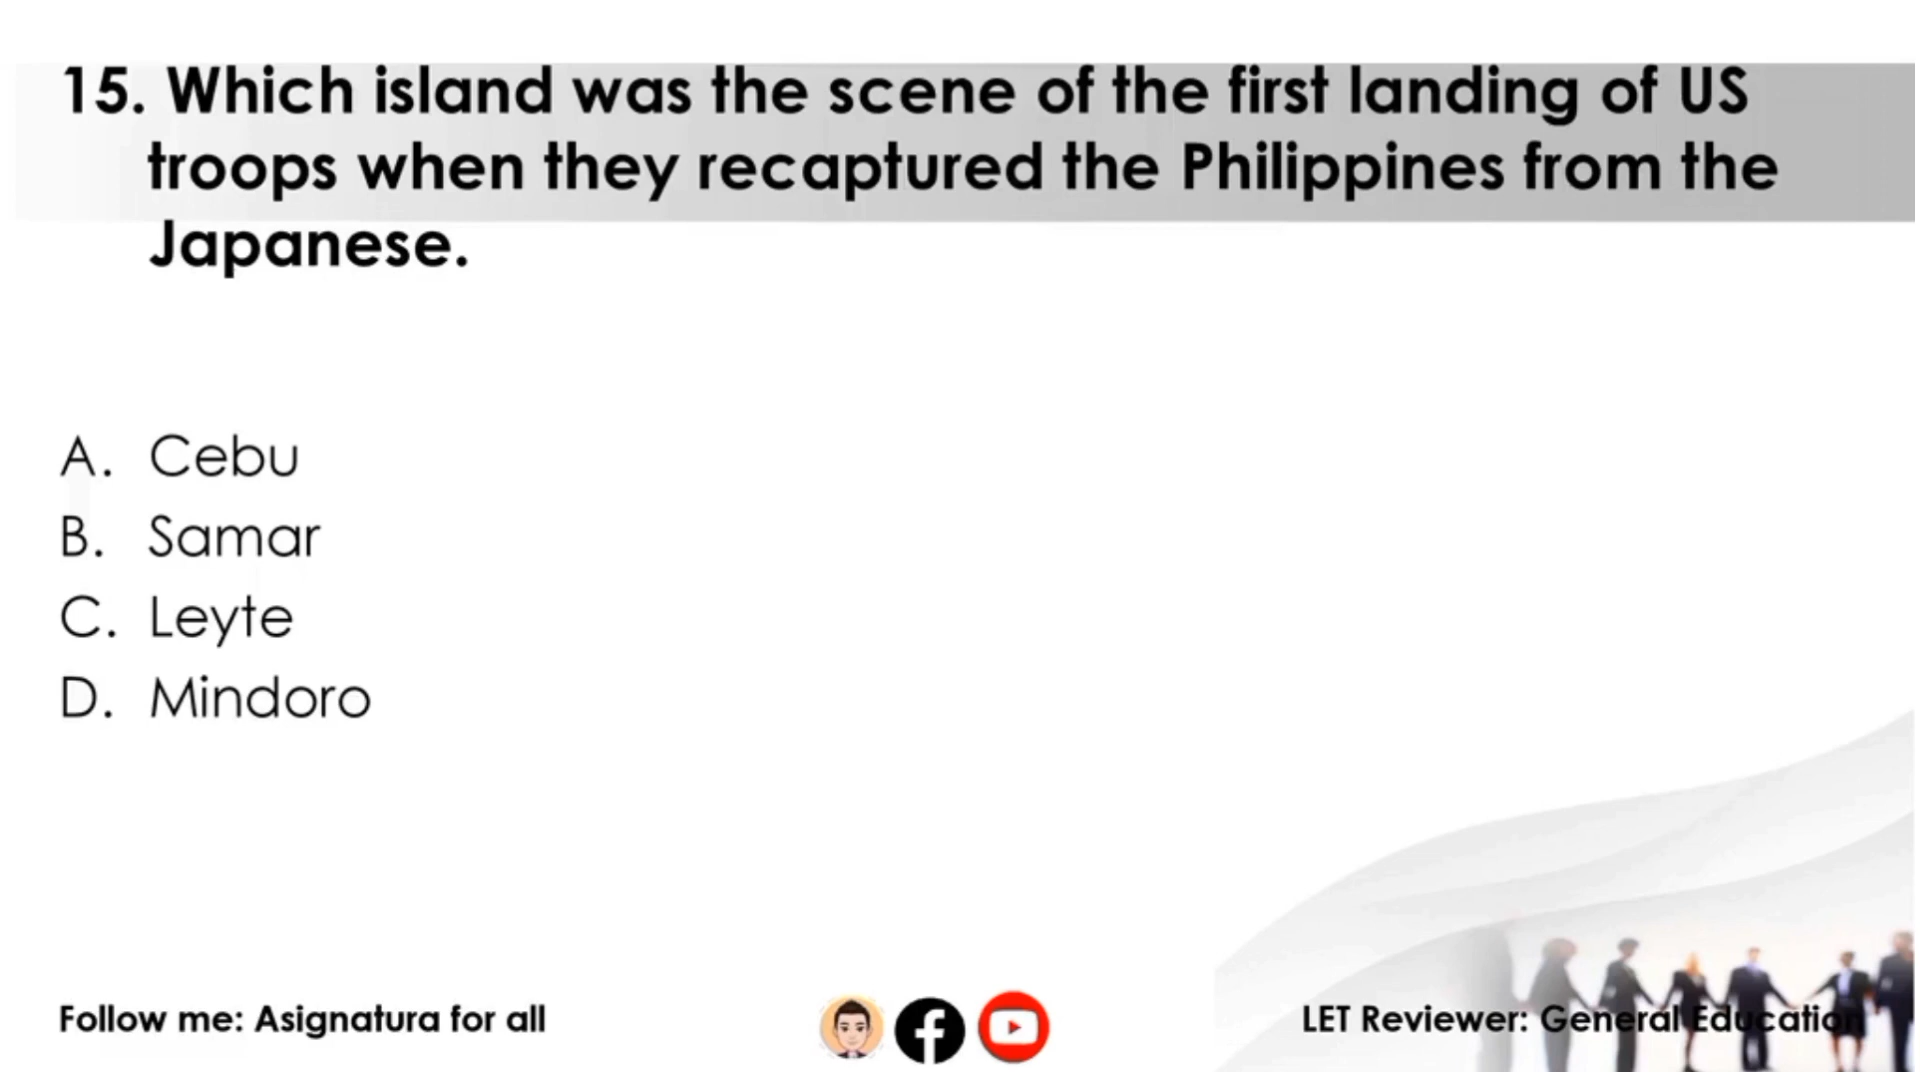 15. Which island was the scene of the first landing of US
troops when they recaptured the Philippines from the
Japanese.
A. Cebu
B. Samar
C. Leyte
D. Mindoro
Follow me: Asignatura for all
LET Reviewer: General Education